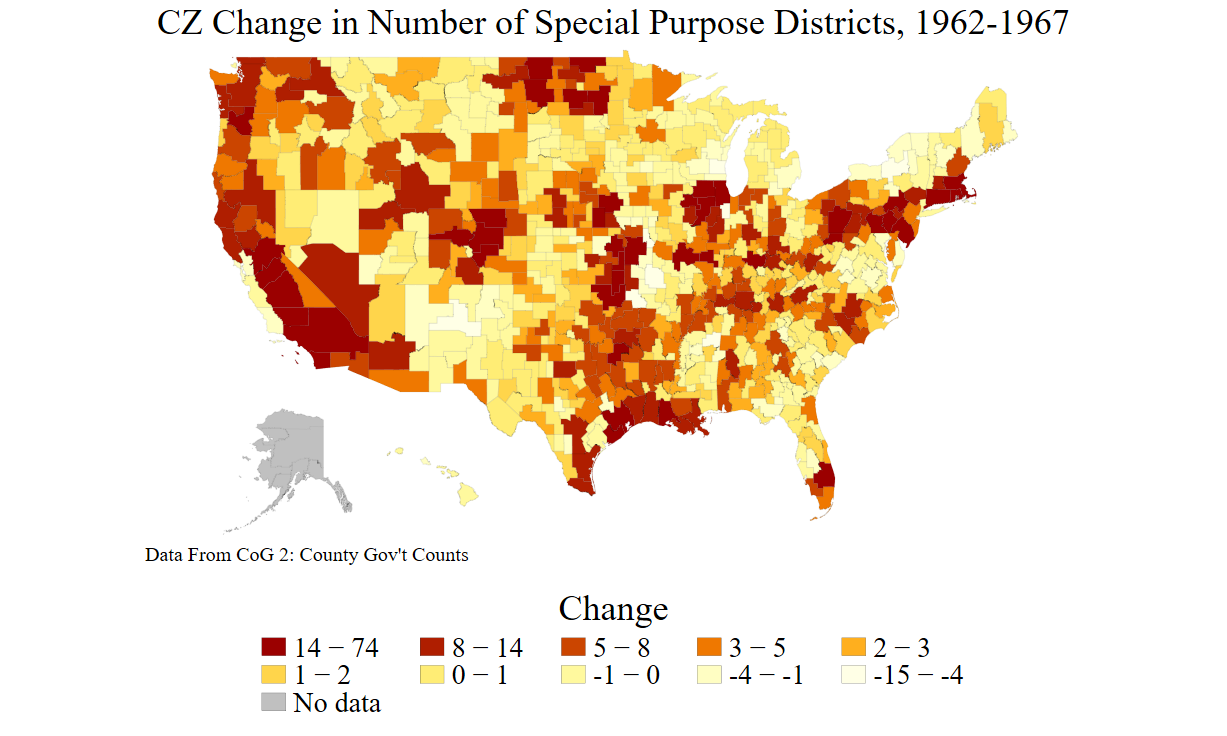 CZ Change in Number of Special Purpose Districts, 1962-1967
Data From CoG 2: County Gov't Counts
Change
14 − 74 8 − 14 5 − 8 3 − 5 2 − 3
1 − 2 0 − 1 -1 − 0 -4 − -1 -15 − -4
No data